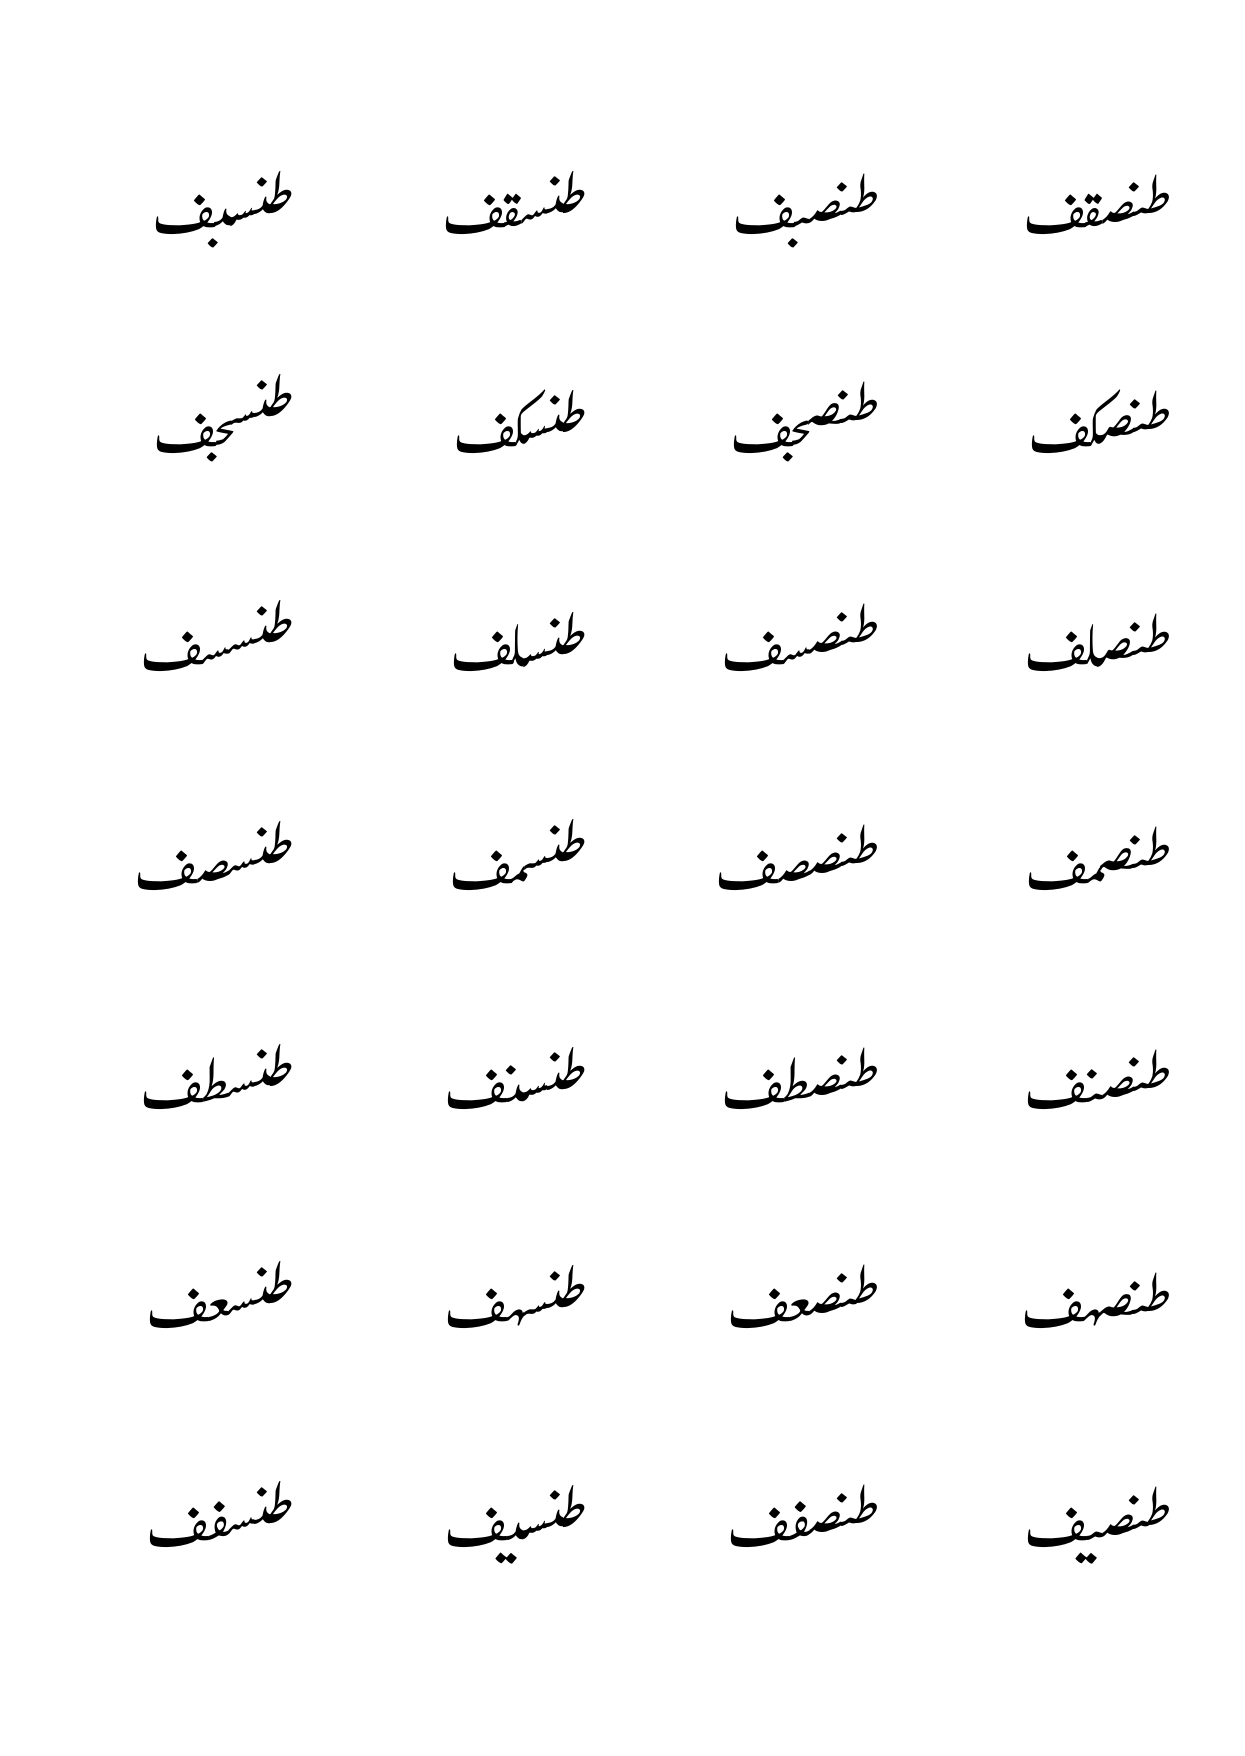 طنصقف طنصبف طنسقف طنسبف
طنصكف طنصجف طنسكف طنسجف
طنصلف طنصسف طنسلف طنسسف
طنصمف طنصصف طنسمف طنسصف
طنصنف طنصطف طنسنف طنسطف
طنصهف طنصعف طنسهف طنسعف
طنصيف طنصفف طنسيف طنسفف